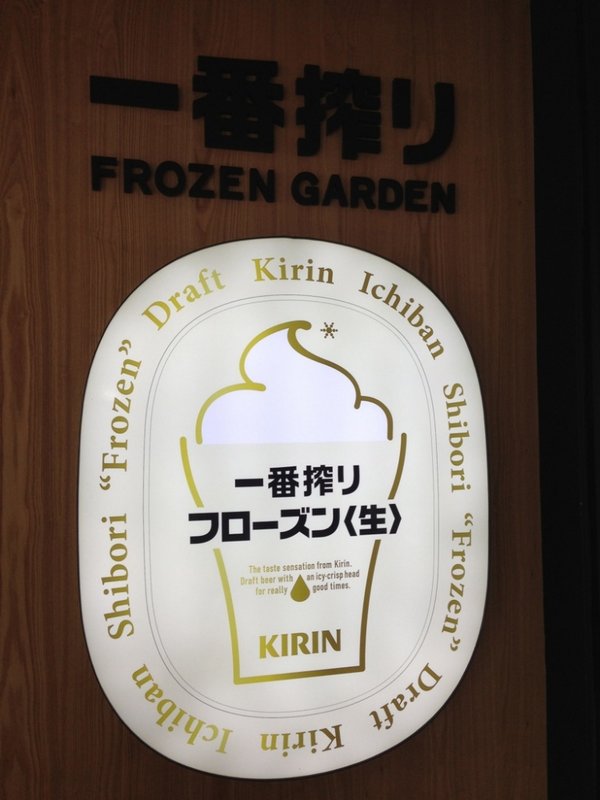 一番搾り
FROZEN GARDEN
Draft Kirin Ichiban Shibori “Frozen” Draft Kirin Ichiban Shibori “Frozen”
一番搾り
フローズン〈生〉
The taste sensation from Kirin.
Draft beer with an icy-crisp head
for really good times.
KIRIN